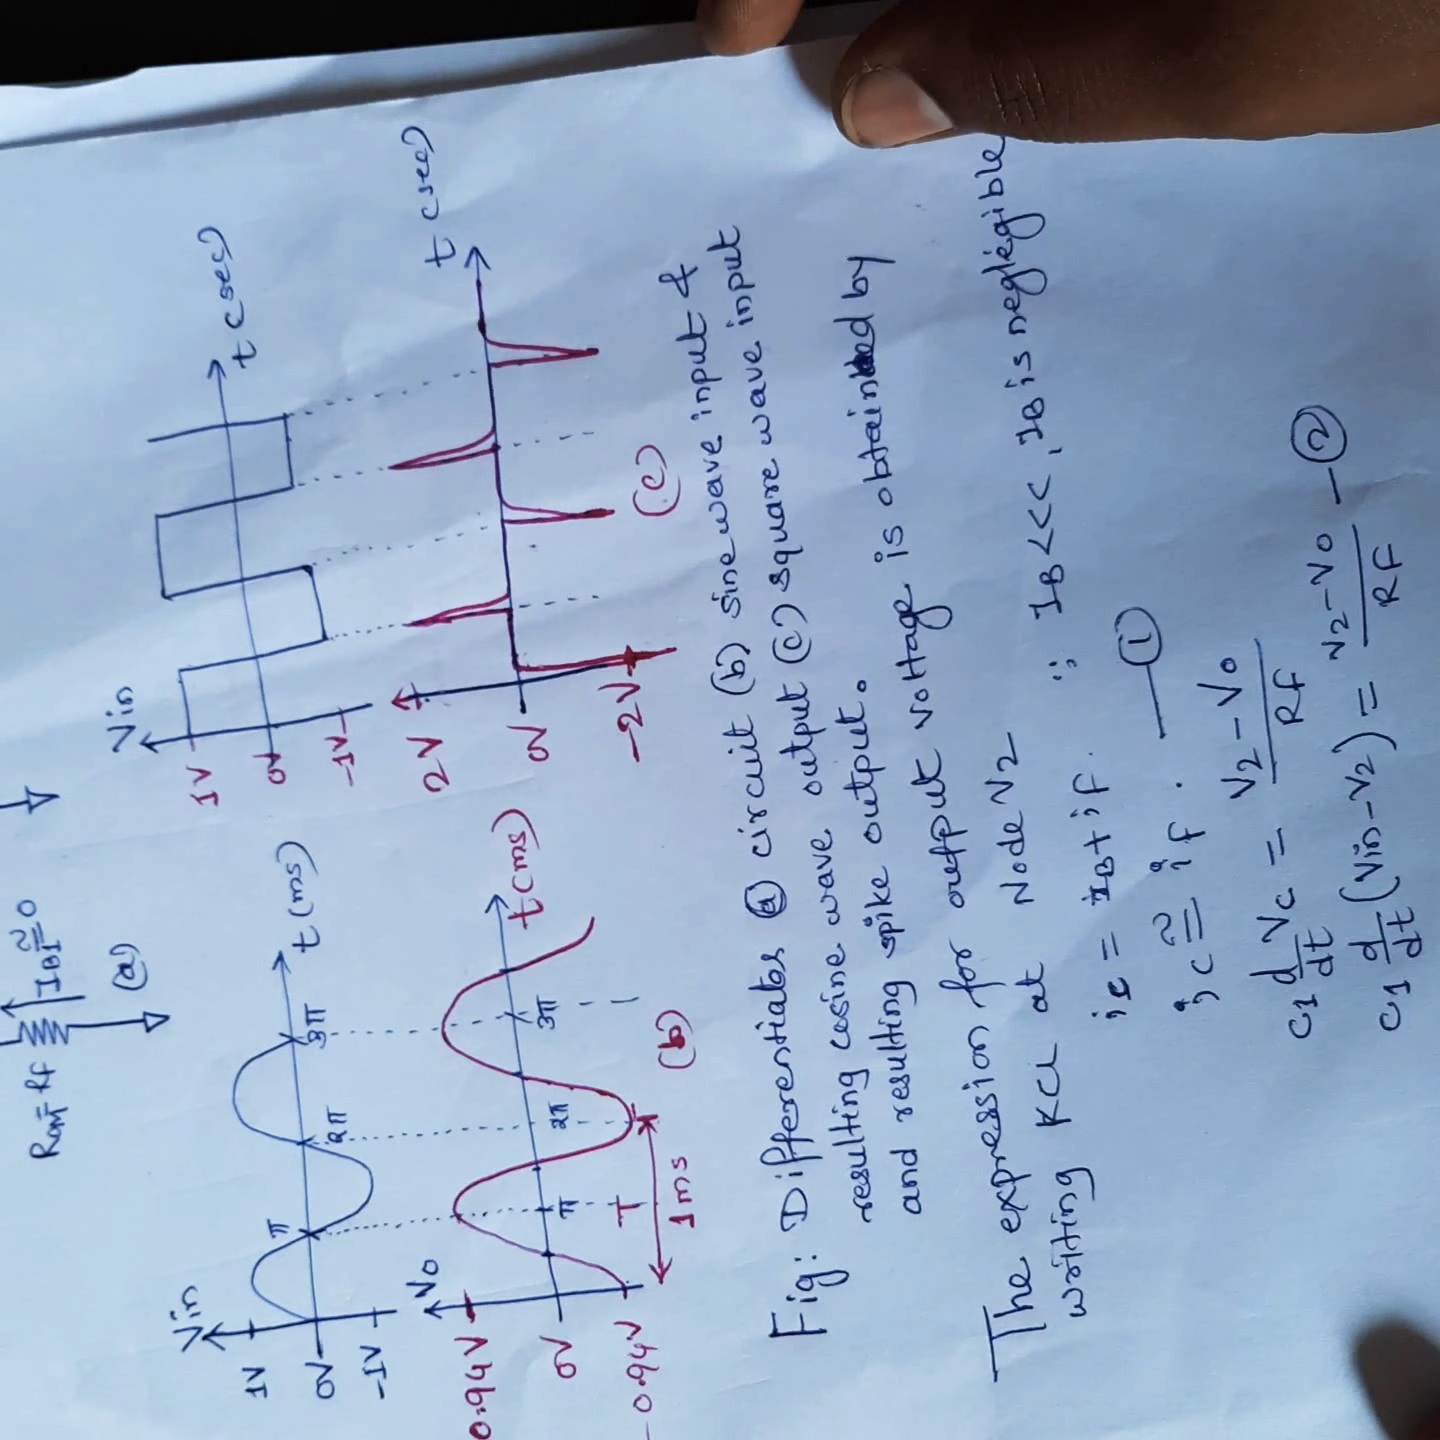 Rom=Rf
IB1≅0
(a)
Vin
1V
0V
-1V
π
2π
3π
t(ms)
Vo
0.94V
0V
-0.94V
π
2π
3π
t(ms)
T
1ms
(b)
Vin
1V
0V
-1V
t(sec)
2V
0V
-2V
t(sec)
(c)
Fig: Differentiator (a) circuit (b) sine wave input &
resulting cosine wave output (c) square wave input
and resulting spike output.
The expression for output voltage is obtained by
writing KCL at Node V2 ∵ IB<<, IB is negligible
ic = IB+if.
ic ≅ if. — (1)
C1 d/dt Vc = V2-Vo/RF
C1 d/dt (Vin-V2) = V2-Vo/RF — (2)